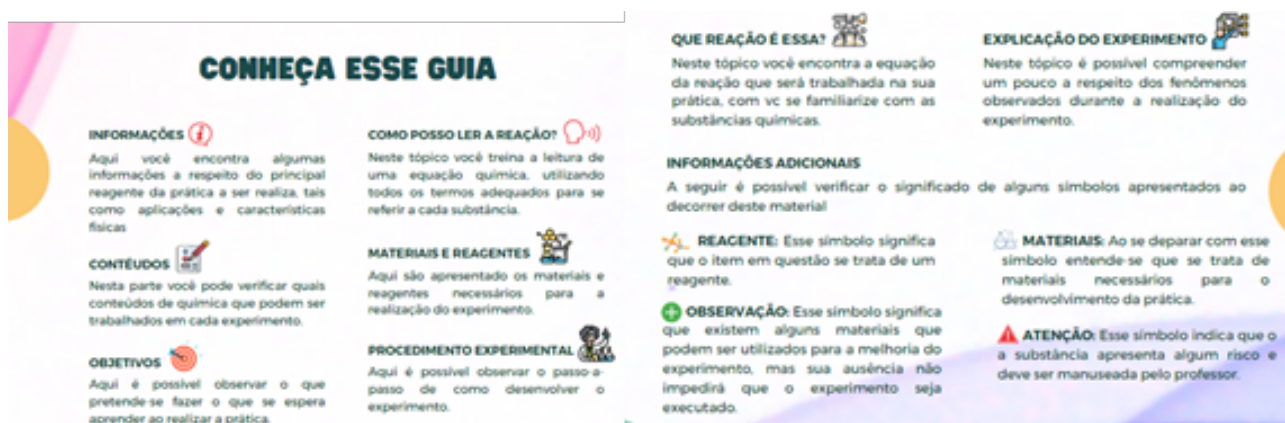 CONHEÇA ESSE GUIA
INFORMAÇÕES
Aqui você encontra algumas
informações a respeito do principal
reagente da prática a ser realiza, tais
como aplicações e características
físicas
CONTÉUDOS
Nesta parte você pode verificar quais
conteúdos de química que podem ser
trabalhados em cada experimento.
OBJETIVOS
Aqui é possível observar o que
pretende-se fazer o que se espera
aprender ao realizar a prática.
COMO POSSO LER A REAÇÃO?
Neste tópico você treina a leitura de
uma equação química, utilizando
todos os termos adequados para se
referir a cada substância.
MATERIAIS E REAGENTES
Aqui são apresentado os materiais e
reagentes necessários para a
realização do experimento.
PROCEDIMENTO EXPERIMENTAL
Aqui é possível observar o passo-a-
passo de como desenvolver o
experimento.
QUE REAÇÃO É ESSA?
Neste tópico você encontra a equação
da reação que será trabalhada na sua
prática, com vc se familiarize com as
substâncias químicas.
EXPLICAÇÃO DO EXPERIMENTO
Neste tópico é possível compreender
um pouco a respeito dos fenômenos
observados durante a realização do
experimento.
INFORMAÇÕES ADICIONAIS
A seguir é possível verificar o significado de alguns símbolos apresentados ao
decorrer deste material
REAGENTE: Esse símbolo significa
que o item em questão se trata de um
reagente.
OBSERVAÇÃO: Esse símbolo significa
que existem alguns materiais que
podem ser utilizados para a melhoria do
experimento, mas sua ausência não
impedirá que o experimento seja
executado.
MATERIAIS: Ao se deparar com esse
símbolo entende-se que se trata de
materiais necessários para o
desenvolvimento da prática.
ATENÇÃO: Esse símbolo indica que o
a substância apresenta algum risco e
deve ser manuseada pelo professor.